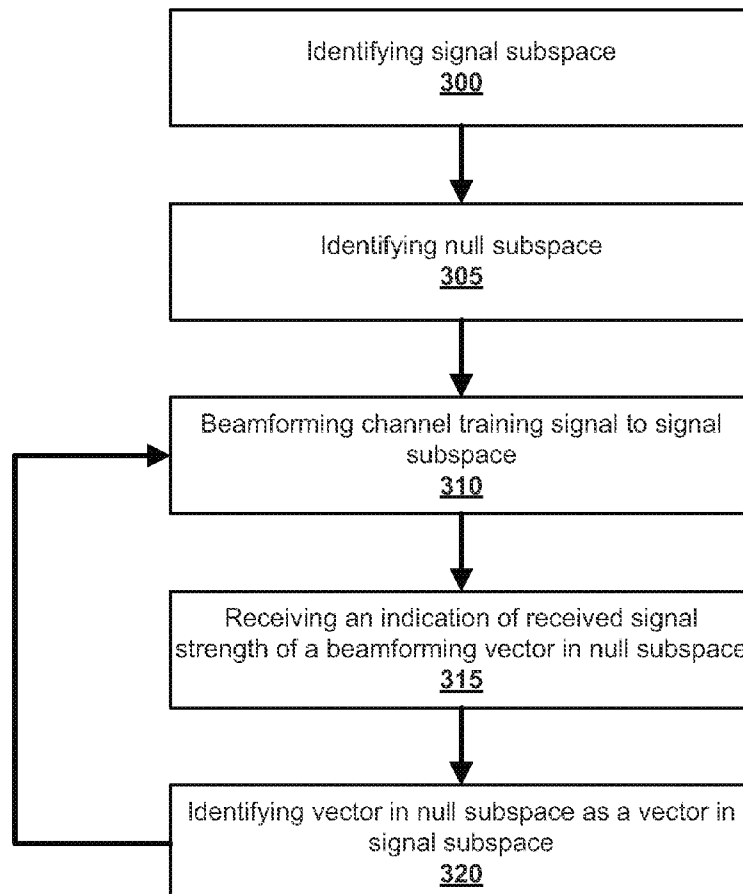 Identifying signal subspace
300
Identifying null subspace
305
Beamforming channel training signal to signal
subspace
310
Receiving an indication of received signal
strength of a beamforming vector in null subspace
315
Identifying vector in null subspace as a vector in
signal subspace
320